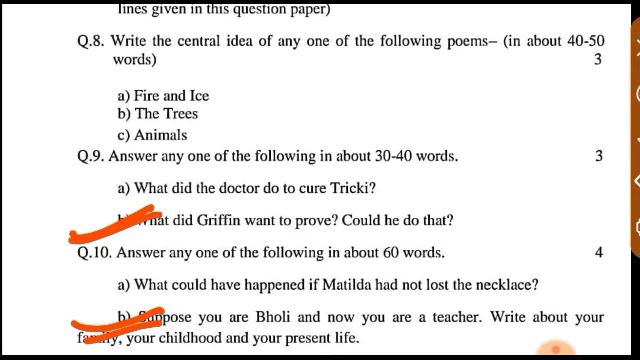 lines given in this question paper)
Q.8. Write the central idea of any one of the following poems– (in about 40-50
words) 3
a) Fire and Ice
b) The Trees
c) Animals
Q.9. Answer any one of the following in about 30-40 words. 3
a) What did the doctor do to cure Tricki?
b) What did Griffin want to prove? Could he do that?
Q.10. Answer any one of the following in about 60 words. 4
a) What could have happened if Matilda had not lost the necklace?
b) Suppose you are Bholi and now you are a teacher. Write about your
family, your childhood and your present life.